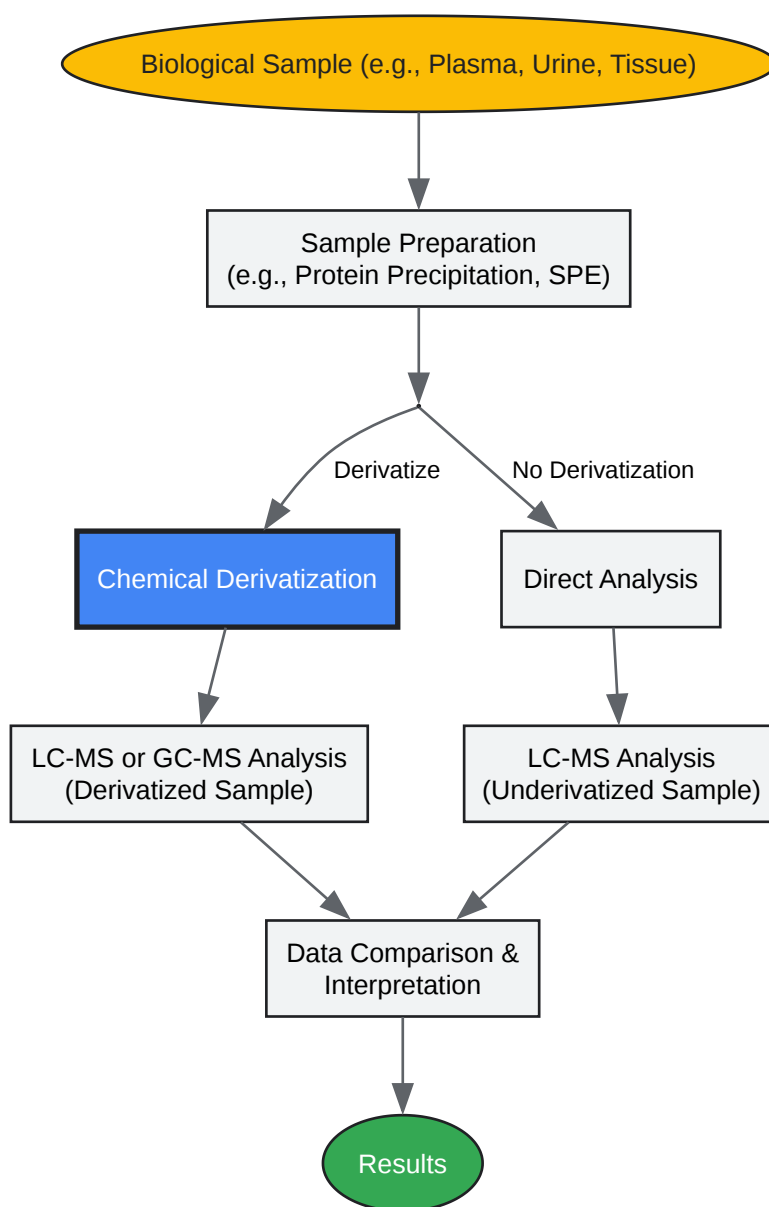 Biological Sample (e.g., Plasma, Urine, Tissue)
Sample Preparation
(e.g., Protein Precipitation, SPE)
Derivatize
No Derivatization
Chemical Derivatization
Direct Analysis
LC-MS or GC-MS Analysis
(Derivatized Sample)
LC-MS Analysis
(Underivatized Sample)
Data Comparison &
Interpretation
Results